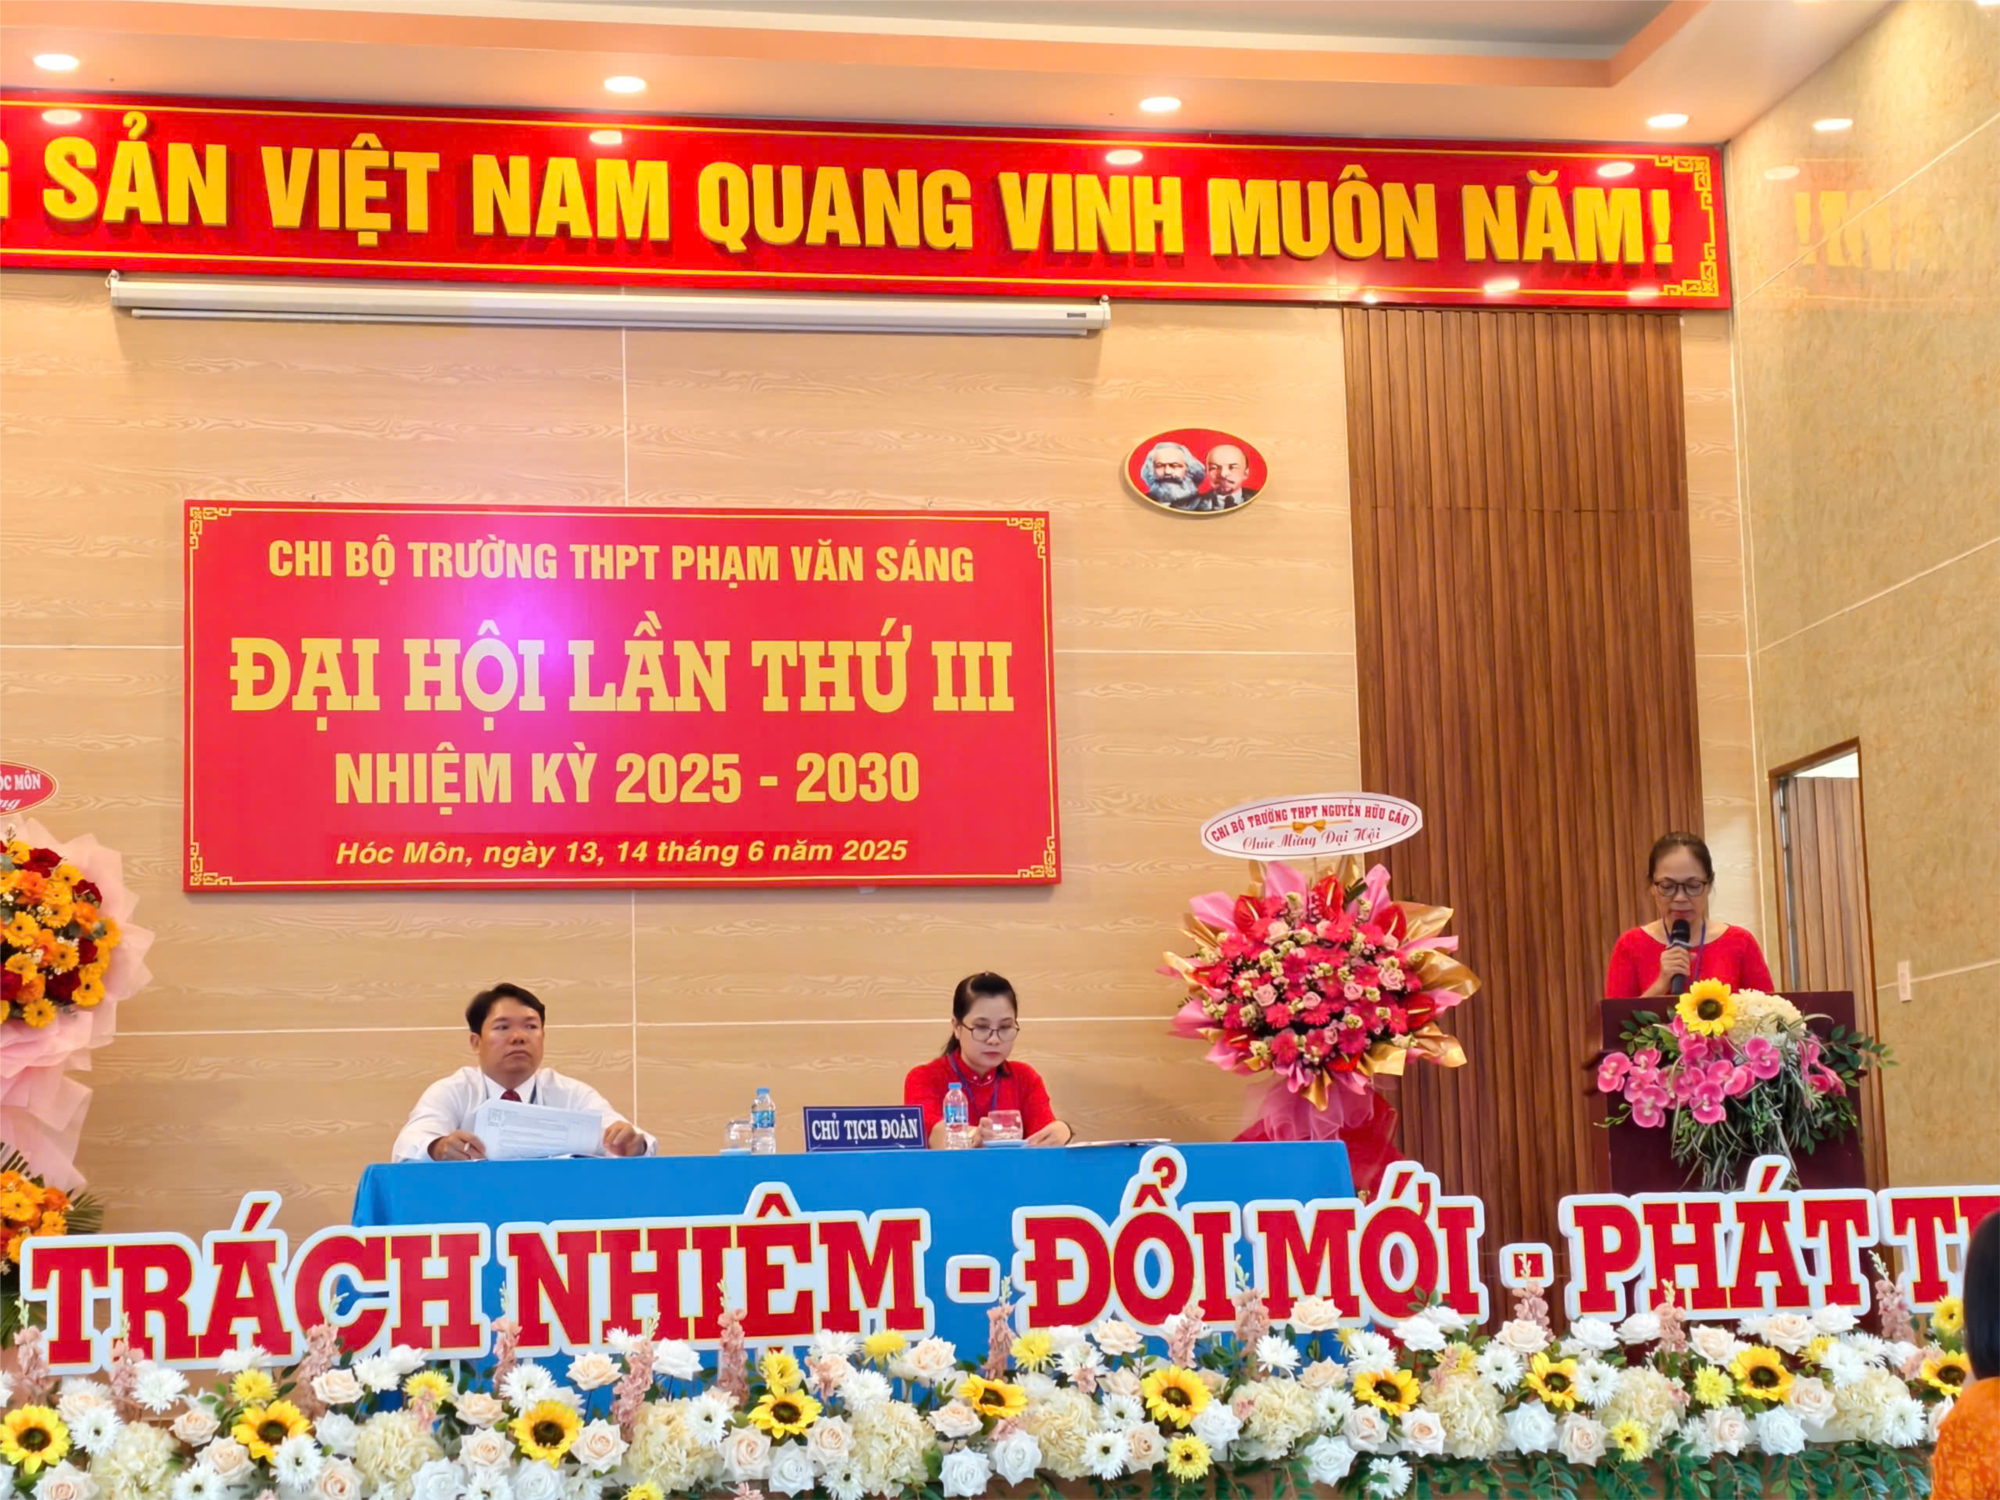 SẢN VIỆT NAM QUANG VINH MUÔN NĂM!
CHI BỘ TRƯỜNG THPT PHẠM VĂN SÁNG
ĐẠI HỘI LẦN THỨ III
NHIỆM KỲ 2025 - 2030
Hóc Môn, ngày 13, 14 tháng 6 năm 2025
MÔN
CHI BỘ TRƯỜNG THPT NGUYỄN HỮU CẦU
Chúc Mừng Đại Hội
CHỦ TỊCH ĐOÀN
TRÁCH NHIỆM - ĐỔI MỚI - PHÁT